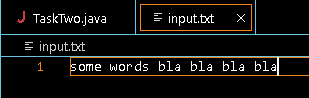 TaskTwo.java
input.txt
input.txt
1 some words bla bla bla bla